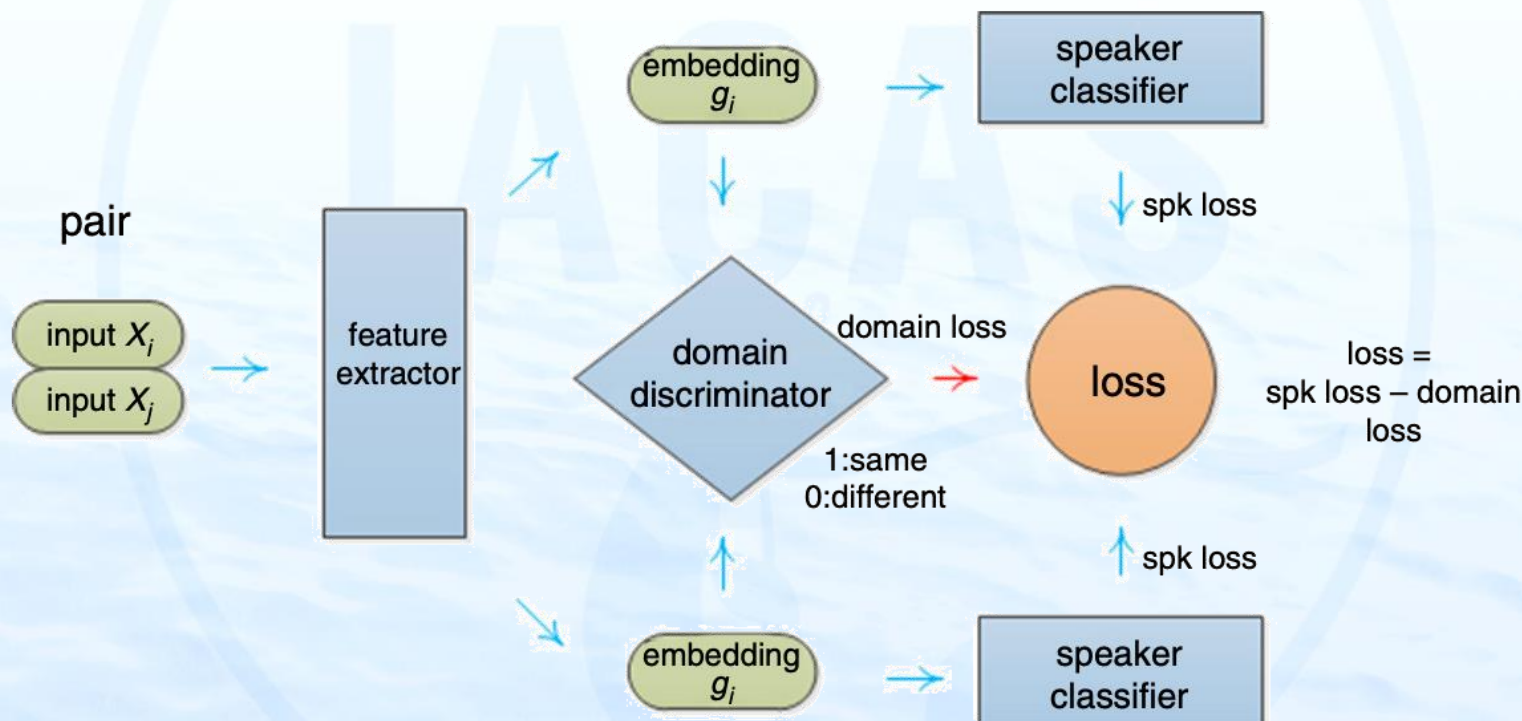 pair
input Xi
input Xj
feature
extractor
embedding
gi
speaker
classifier
spk loss
domain
discriminator
domain loss
1:same
0:different
loss
loss =
spk loss – domain
loss
spk loss
embedding
gi
speaker
classifier
IACAS